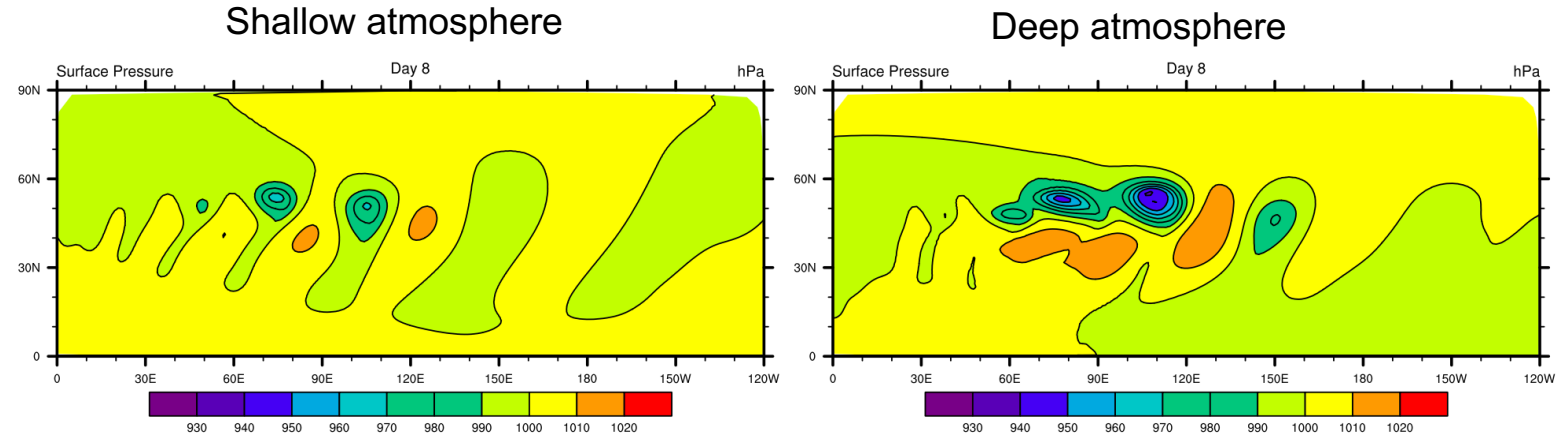 Shallow atmosphere
Surface Pressure Day 8 hPa
90N
60N
30N
0
0 30E 60E 90E 120E 150E 180 150W 120W
930 940 950 960 970 980 990 1000 1010 1020
Deep atmosphere
Surface Pressure Day 8 hPa
90N
60N
30N
0
0 30E 60E 90E 120E 150E 180 150W 120W
930 940 950 960 970 980 990 1000 1010 1020